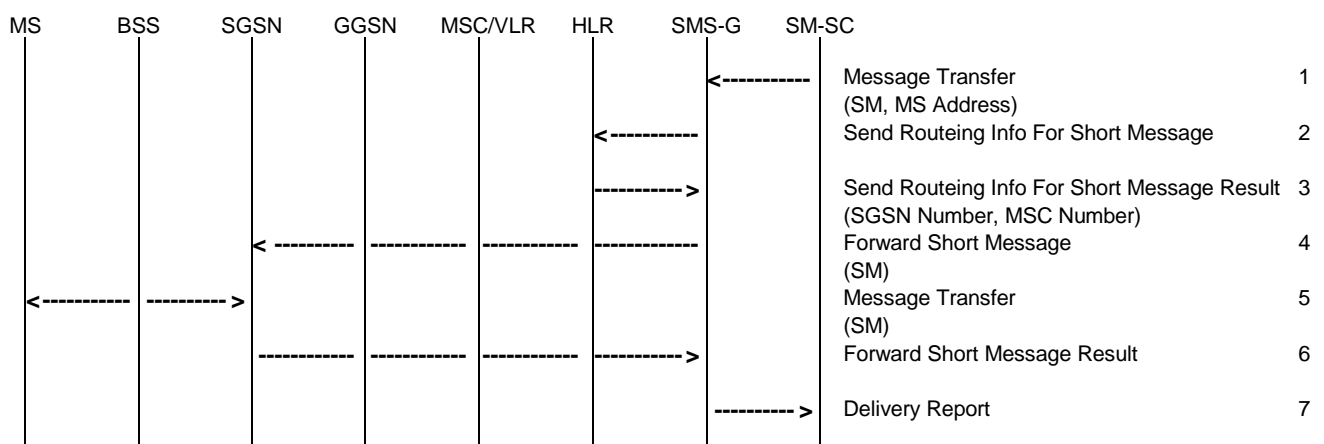 MS BSS SGSN GGSN MSC/VLR HLR SMS-G SM-SC
Message Transfer 1
(SM, MS Address)
Send Routeing Info For Short Message 2
Send Routeing Info For Short Message Result 3
(SGSN Number, MSC Number)
Forward Short Message 4
(SM)
Message Transfer 5
(SM)
Forward Short Message Result 6
Delivery Report 7